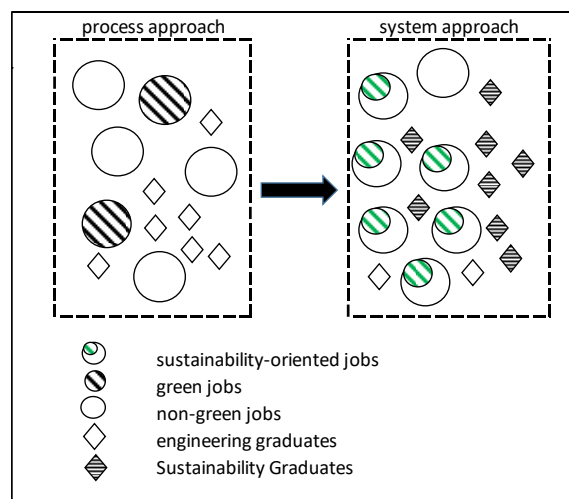 process approach
system approach
sustainability-oriented jobs
green jobs
non-green jobs
engineering graduates
Sustainability Graduates